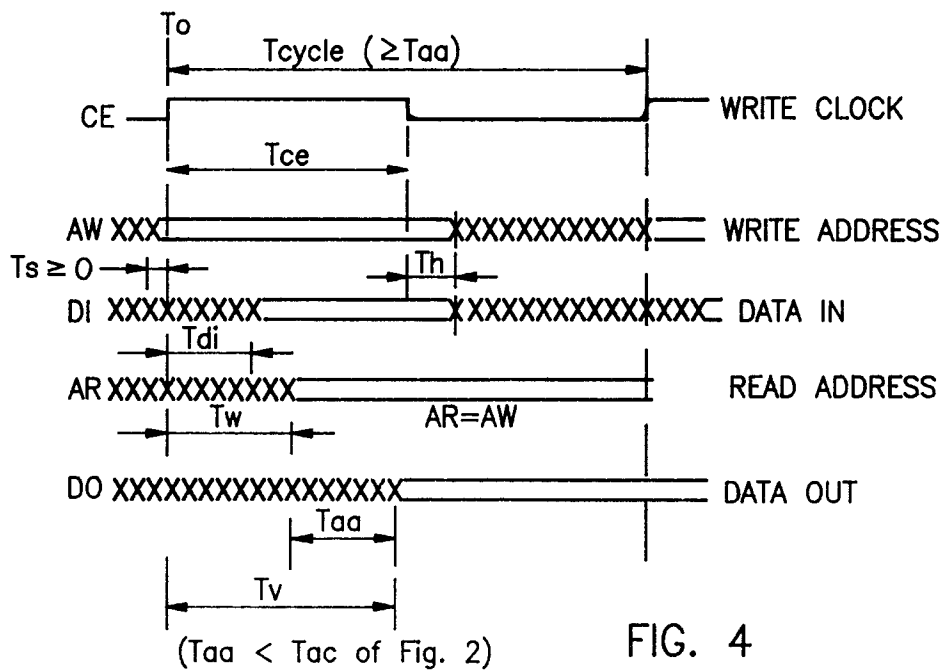 To
Tcycle (≥Taa)
CE WRITE CLOCK
Tce
AW XXX XXXXXXXXXXXX WRITE ADDRESS
Ts ≥ 0 Th
DI XXXXXXXXX XXXXXXXXXXXXXXX DATA IN
Tdi
AR XXXXXXXXXXX READ ADDRESS
Tw AR=AW
DO XXXXXXXXXXXXXXXXX DATA OUT
Taa
Tv
(Taa < Tac of Fig. 2)
FIG. 4